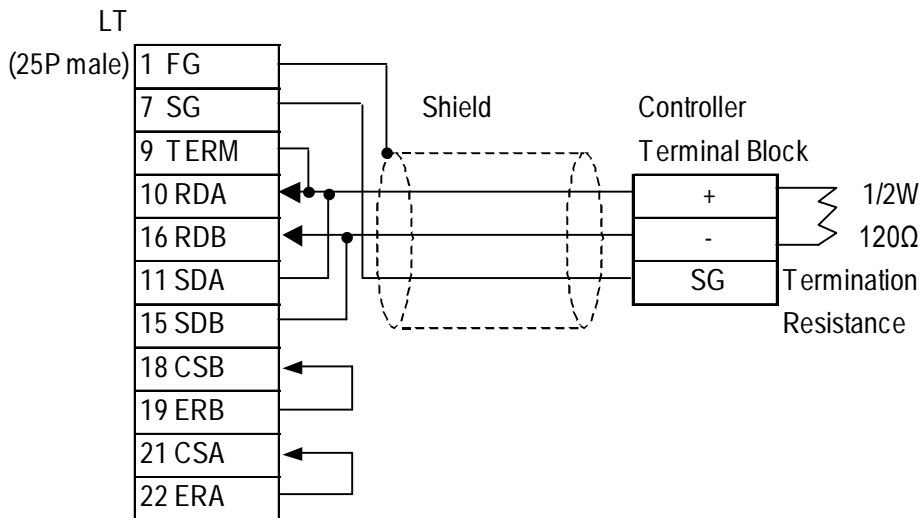 LT
(25P male)
1 FG
7 SG
9 TERM
10 RDA
16 RDB
11 SDA
15 SDB
18 CSB
19 ERB
21 CSA
22 ERA
Shield
Controller
Terminal Block
+
-
SG
1/2W
120Ω
Termination
Resistance